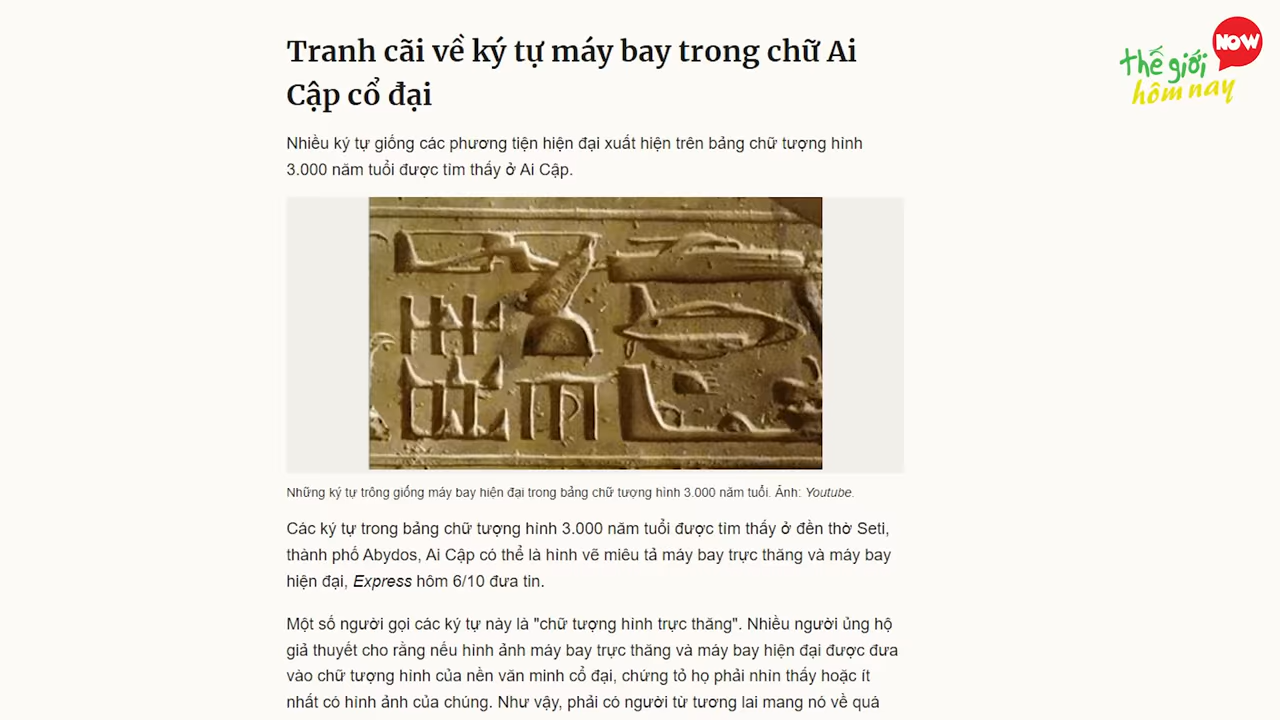 Tranh cãi về ký tự máy bay trong chữ Ai
Cập cổ đại
NOW
thế giới
hôm nay
Nhiều ký tự giống các phương tiện hiện đại xuất hiện trên bảng chữ tượng hình
3.000 năm tuổi được tìm thấy ở Ai Cập.
Những ký tự trông giống máy bay hiện đại trong bảng chữ tượng hình 3.000 năm tuổi. Ảnh: Youtube.
Các ký tự trong bảng chữ tượng hình 3.000 năm tuổi được tìm thấy ở đền thờ Seti,
thành phố Abydos, Ai Cập có thể là hình vẽ miêu tả máy bay trực thăng và máy bay
hiện đại, Express hôm 6/10 đưa tin.
Một số người gọi các ký tự này là "chữ tượng hình trực thăng". Nhiều người ủng hộ
giả thuyết cho rằng nếu hình ảnh máy bay trực thăng và máy bay hiện đại được đưa
vào chữ tượng hình của nền văn minh cổ đại, chứng tỏ họ phải nhìn thấy hoặc ít
nhất có hình ảnh của chúng. Như vậy, phải có người từ tương lai mang nó về quá